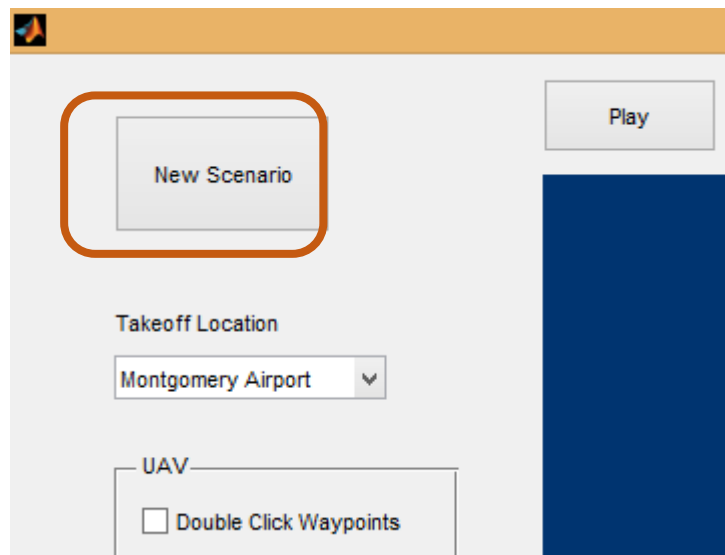 New Scenario
Play
Takeoff Location
Montgomery Airport
UAV
Double Click Waypoints